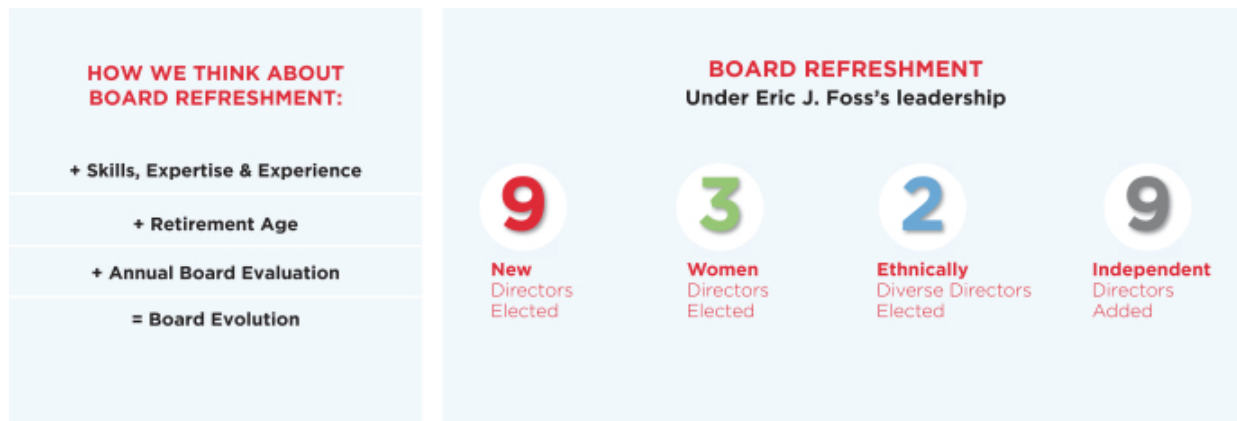 HOW WE THINK ABOUT
BOARD REFRESHMENT:
+ Skills, Expertise & Experience
+ Retirement Age
+ Annual Board Evaluation
= Board Evolution
BOARD REFRESHMENT
Under Eric J. Foss’s leadership
9
New
Directors
Elected
3
Women
Directors
Elected
2
Ethnically
Diverse Directors
Elected
9
Independent
Directors
Added